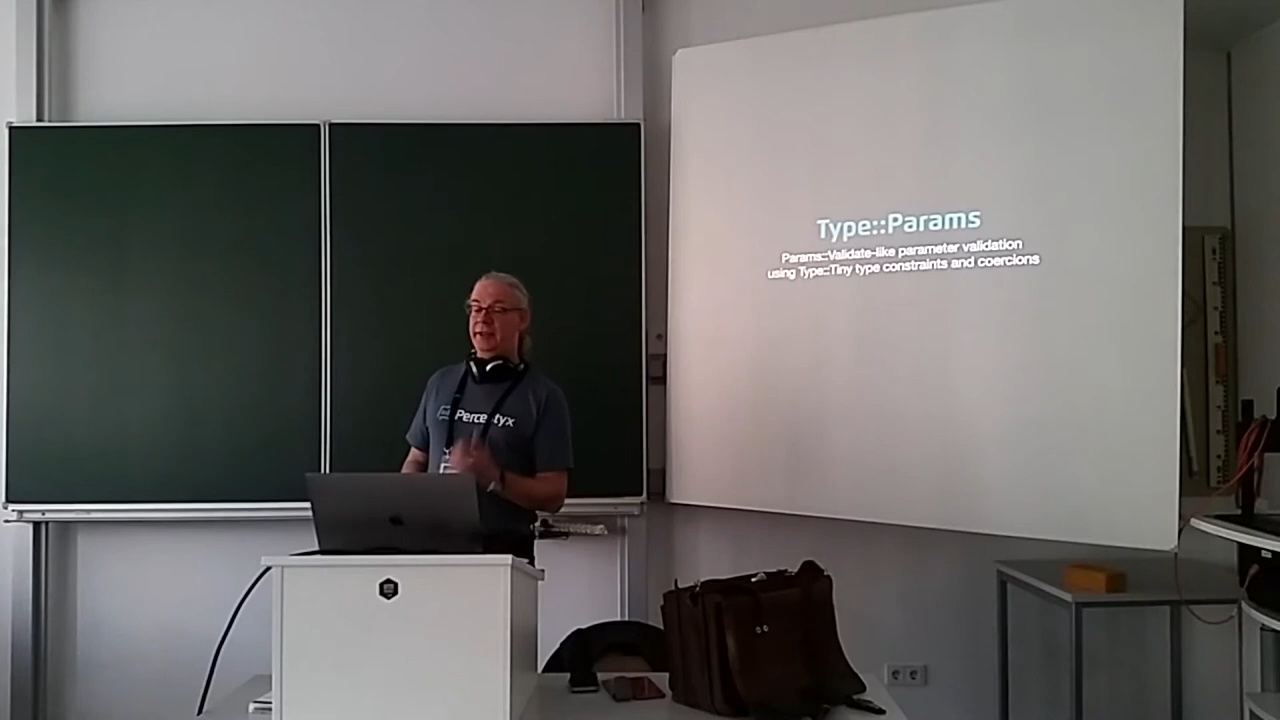 Type::Params
Params::Validate-like parameter validation
using Type::Tiny type constraints and coercions